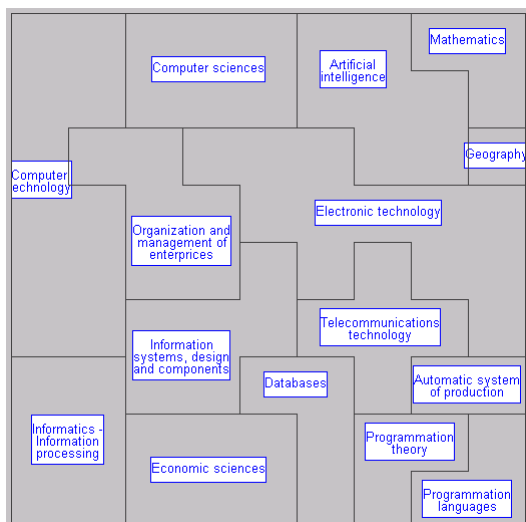 Mathematics
Computer sciences
Artificial
intelligence
Geography
Computer
echnology
Electronic technology
Organization and
management of
enterprices
Telecommunications
technology
Information
systems, design
and components
Databases
Automatic system
of production
Informatics -
Information
processing
Programmation
theory
Economic sciences
Programmation
languages